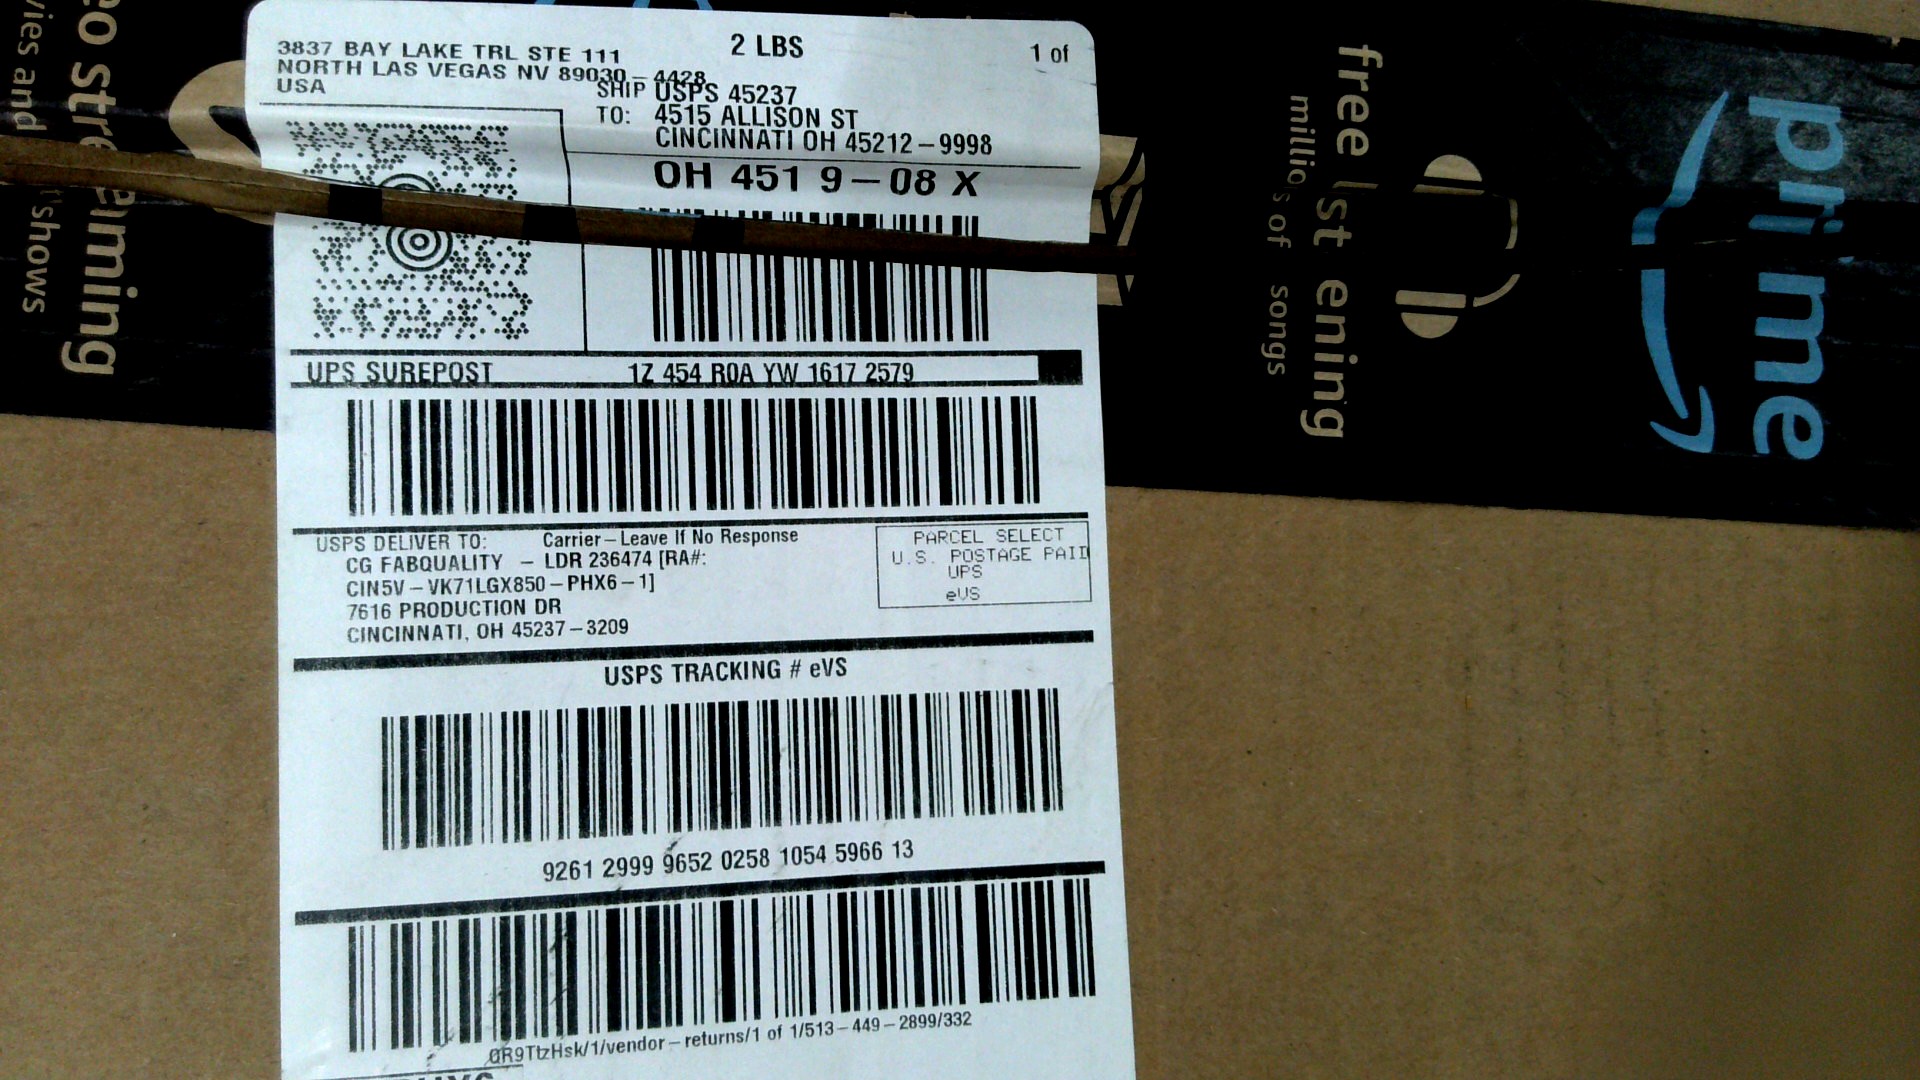 3837 BAY LAKE TRL STE 111
NORTH LAS VEGAS NV 89030-4428
USA
2 LBS
1 of
SHIP TO:
USPS 45237
4515 ALLISON ST
CINCINNATI OH 45212-9998
OH 451 9-08 X
UPS SUREPOST 1Z 454 R0A YW 1617 2579
USPS DELIVER TO: Carrier-Leave If No Response
CG FABQUALITY - LDR 236474 [RA#:
CIN5V-VK71LGX850-PHX6-1]
7616 PRODUCTION DR
CINCINNATI, OH 45237-3209
PARCEL SELECT
U.S. POSTAGE PAID
UPS
eVS
USPS TRACKING # eVS
9261 2999 9652 0258 1054 5966 13
QR9TtzHsk/1/vendor-returns/1 of 1/513-449-2899/332
streaming
shows
free listening
millions of songs
prime